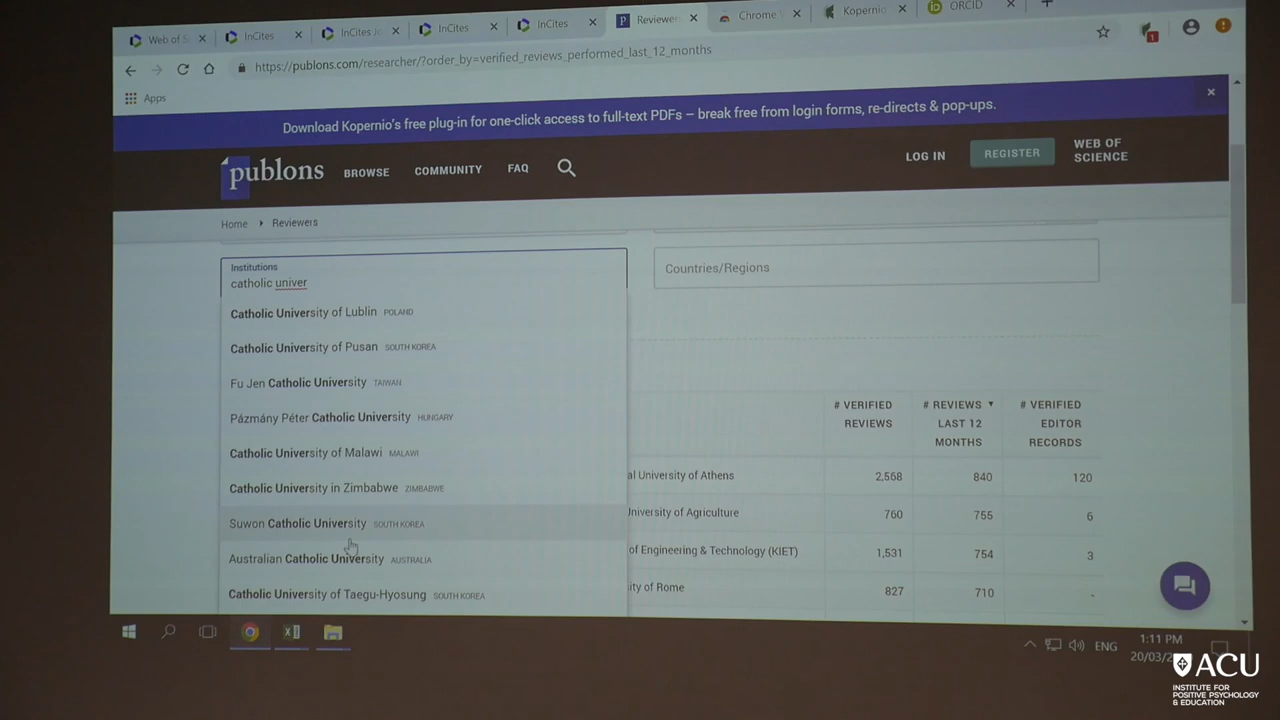 Web of S
InCites
InCites Jo
InCites
InCites
Reviewer
Chrome
Kopernio
ORCID
https://publons.com/researcher/?order_by=verified_reviews_performed_last_12_months
1
Apps
Download Kopernio's free plug-in for one-click access to full-text PDFs – break free from login forms, re-directs & pop-ups.
publons
BROWSE
COMMUNITY
FAQ
LOG IN
REGISTER
WEB OF
SCIENCE
Home
Reviewers
Institutions
catholic univer
Countries/Regions
Catholic University of Lublin POLAND
Catholic University of Pusan SOUTH KOREA
Fu Jen Catholic University TAIWAN
Pázmány Péter Catholic University HUNGARY
Catholic University of Malawi MALAWI
Catholic University in Zimbabwe ZIMBABWE
Suwon Catholic University SOUTH KOREA
Australian Catholic University AUSTRALIA
Catholic University of Taegu-Hyosung SOUTH KOREA
# VERIFIED
REVIEWS
# REVIEWS
LAST 12
MONTHS
# VERIFIED
EDITOR
RECORDS
al University of Athens 2,568 840 120
University of Agriculture 760 755 6
of Engineering & Technology (KIET) 1,531 754 3
ity of Rome 827 710 -
ENG
1:11 PM
20/03/2
ACU
INSTITUTE FOR
POSITIVE PSYCHOLOGY
& EDUCATION